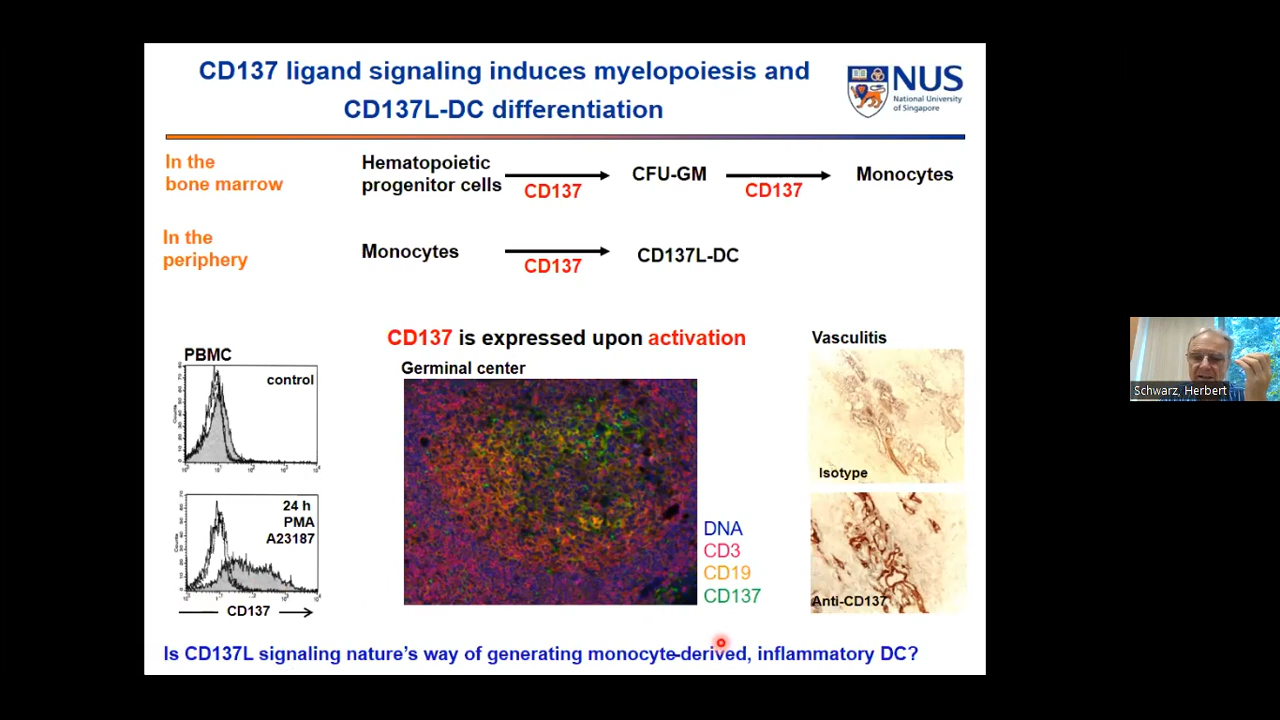 CD137 ligand signaling induces myelopoiesis and
CD137L-DC differentiation
NUS
National University
of Singapore
In the
bone marrow
Hematopoietic
progenitor cells
CD137
CFU-GM
CD137
Monocytes
In the
periphery
Monocytes
CD137
CD137L-DC
CD137 is expressed upon activation
PBMC
control
24 h
PMA
A23187
CD137
Germinal center
DNA
CD3
CD19
CD137
Vasculitis
Isotype
Anti-CD137
Is CD137L signaling nature's way of generating monocyte-derived, inflammatory DC?
Schwarz, Herbert